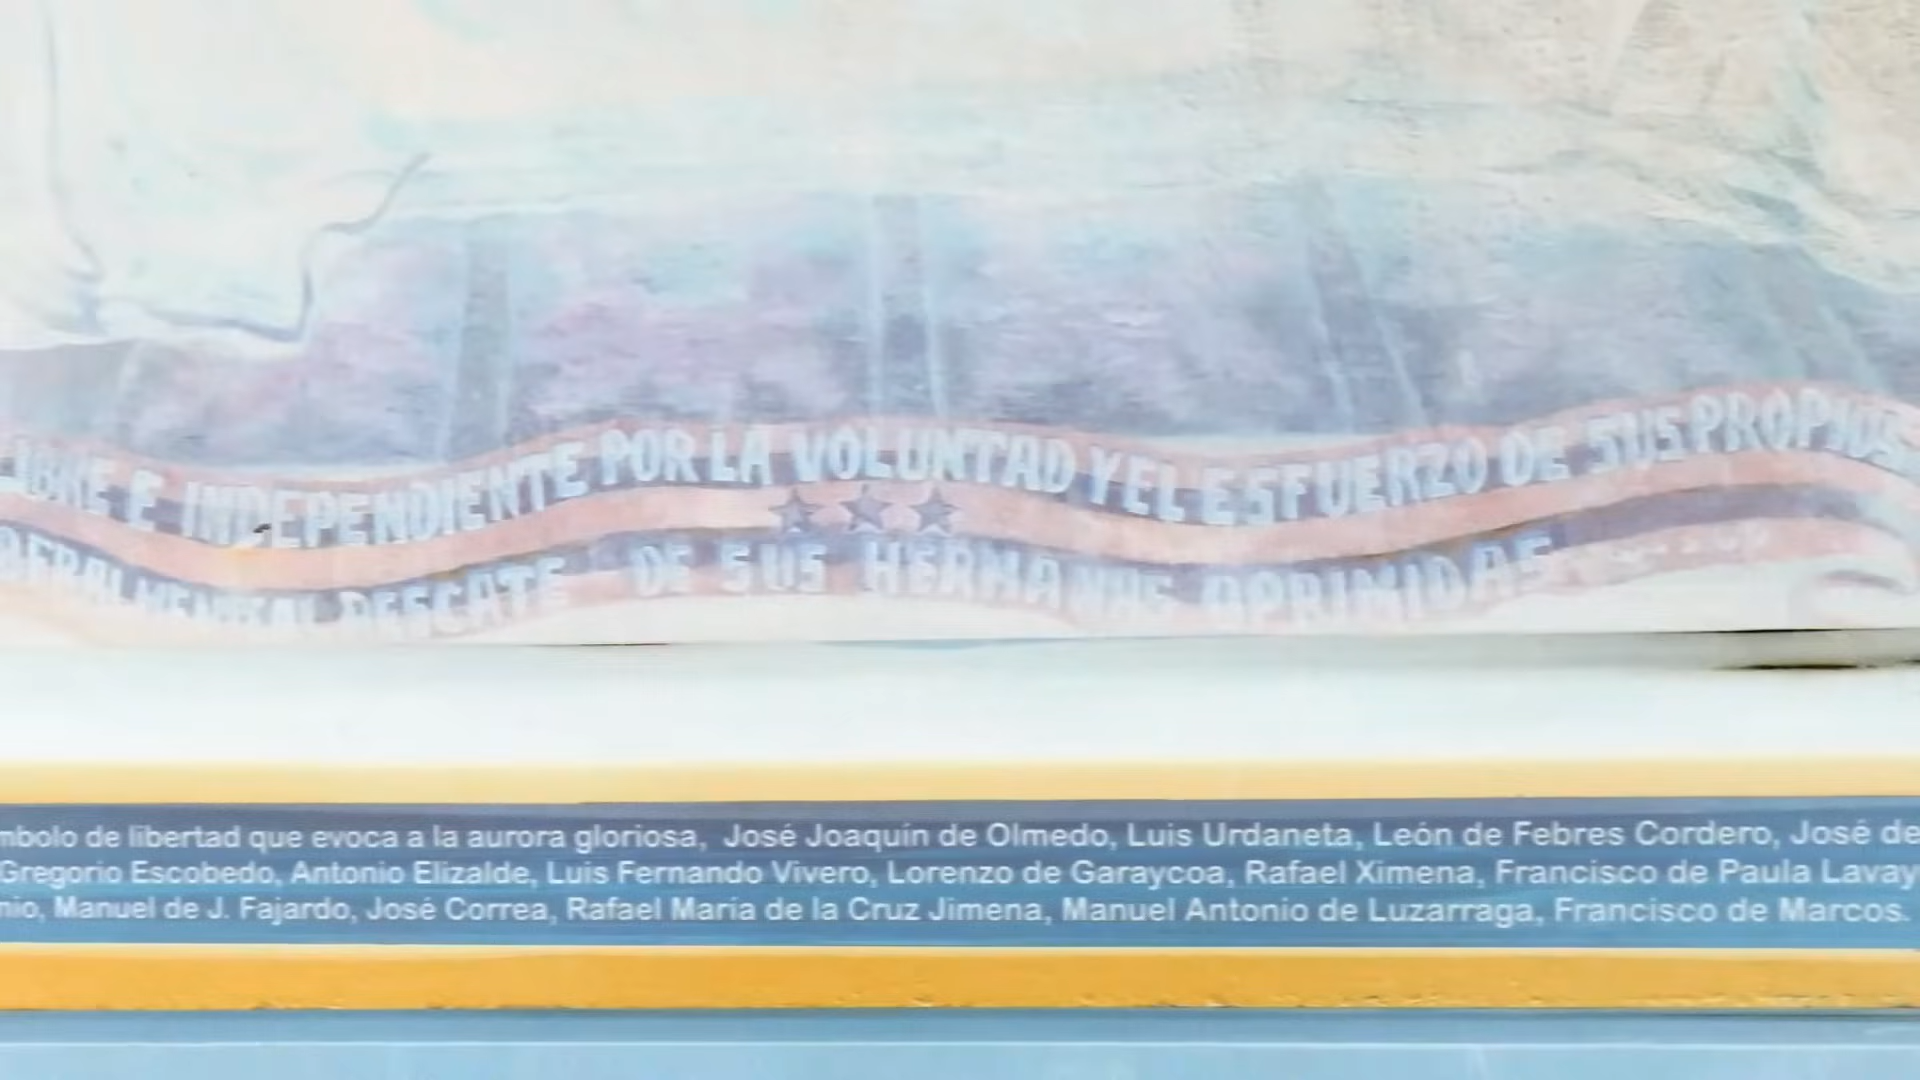 LIBRE E INDEPENDIENTE POR LA VOLUNTAD Y EL ESFUERZO DE SUS PROPIOS
DE SUS
mbolo de libertad que evoca a la aurora gloriosa, José Joaquín de Olmedo, Luis Urdaneta, León de Febres Cordero, José de
Gregorio Escobedo, Antonio Elizalde, Luis Fernando Vivero, Lorenzo de Garaycoa, Rafael Ximena, Francisco de Paula Lavay
nio, Manuel de J. Fajardo, José Correa, Rafael María de la Cruz Jimena, Manuel Antonio de Luzarraga, Francisco de Marcos.